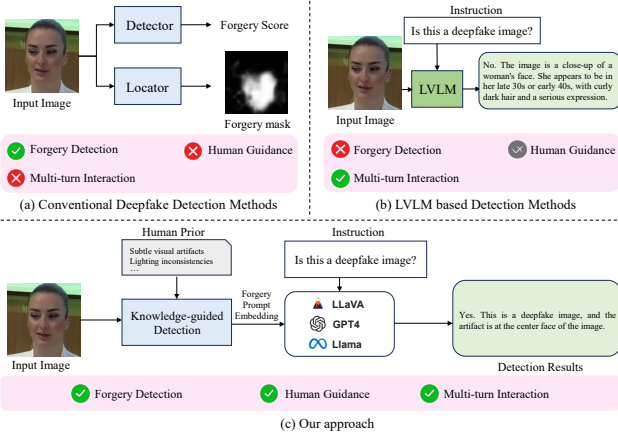 Detector
Forgery Score
Locator
Input Image
Forgery mask
Forgery Detection
Human Guidance
Multi-turn Interaction
(a) Conventional Deepfake Detection Methods
Instruction
Is this a deepfake image?
LVLM
No. The image is a close-up of a
woman's face. She appears to be in
her late 30s or early 40s, with curly
dark hair and a serious expression.
Input Image
Forgery Detection
Human Guidance
Multi-turn Interaction
(b) LVLM based Detection Methods
Human Prior
Subtle visual artifacts
Lighting inconsistencies
...
Knowledge-guided
Detection
Forgery
Prompt
Embedding
Instruction
Is this a deepfake image?
LLaVA
GPT4
Llama
Yes. This is a deepfake image, and the
artifact is at the center face of the image.
Input Image
Detection Results
Forgery Detection
Human Guidance
Multi-turn Interaction
(c) Our approach